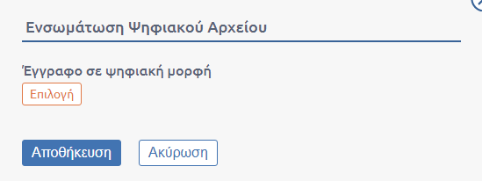 Ενσωμάτωση Ψηφιακού Αρχείου
Έγγραφο σε ψηφιακή μορφή
Επιλογή
Αποθήκευση Ακύρωση